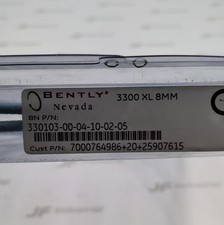 BENTLY®
Nevada
3300 XL 8MM
BN P/N:
330103-00-04-10-02-05
Cust P/N: 7000764986+20+25907615